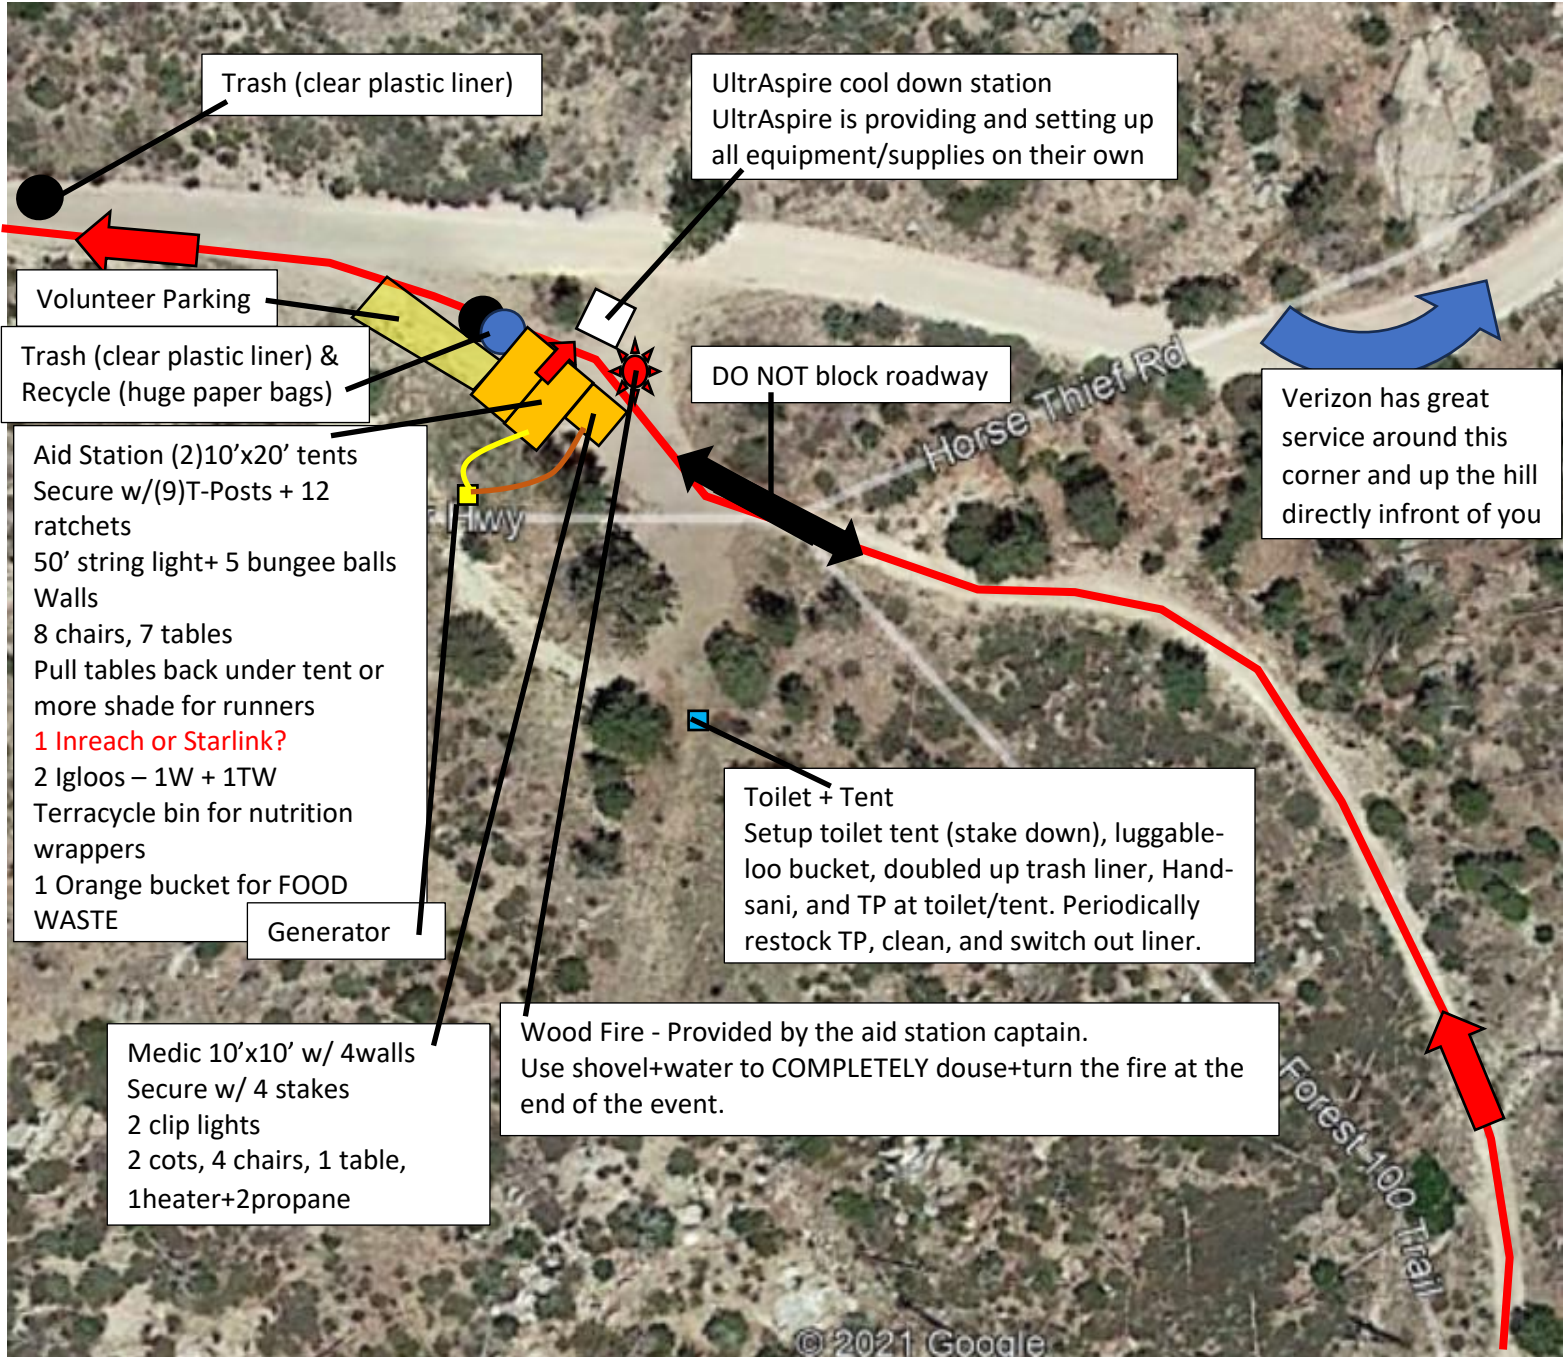 Trash (clear plastic liner)
UltrAspire cool down station
UltrAspire is providing and setting up
all equipment/supplies on their own
Volunteer Parking
Trash (clear plastic liner) &
Recycle (huge paper bags)
DO NOT block roadway
Horse Thief Rd
Verizon has great
service around this
corner and up the hill
directly infront of you
Aid Station (2)10’x20’ tents
Secure w/(9)T-Posts + 12
ratchets
50’ string light+ 5 bungee balls
Walls
8 chairs, 7 tables
Pull tables back under tent or
more shade for runners
1 Inreach or Starlink?
2 Igloos – 1W + 1TW
Terracycle bin for nutrition
wrappers
1 Orange bucket for FOOD
WASTE
Hwy
Generator
Toilet + Tent
Setup toilet tent (stake down), luggable-
loo bucket, doubled up trash liner, Hand-
sani, and TP at toilet/tent. Periodically
restock TP, clean, and switch out liner.
Medic 10’x10’ w/ 4walls
Secure w/ 4 stakes
2 clip lights
2 cots, 4 chairs, 1 table,
1heater+2propane
Wood Fire - Provided by the aid station captain.
Use shovel+water to COMPLETELY douse+turn the fire at the
end of the event.
Forest 100 Trail
© 2021 Google